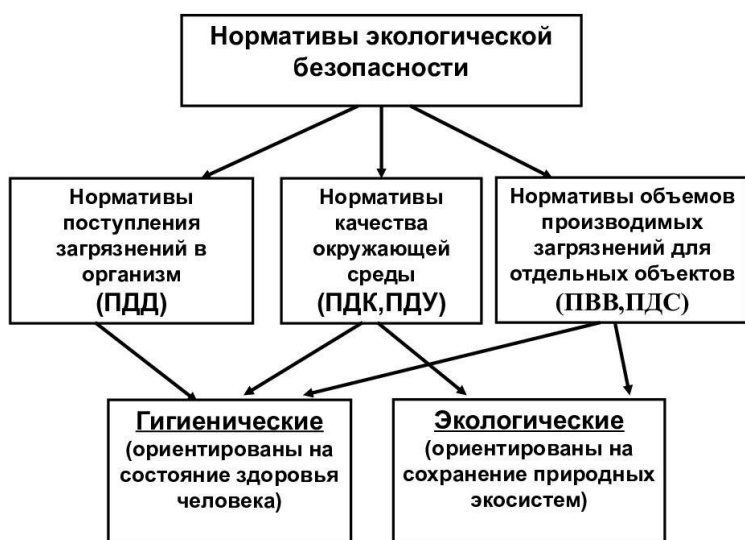 Нормативы экологической
безопасности
Нормативы
поступления
загрязнений в
организм
(ПДД)
Нормативы
качества
окружающей
среды
(ПДК,ПДУ)
Нормативы объемов
производимых
загрязнений для
отдельных объектов
(ПВВ,ПДС)
Гигиенические
(ориентированы на
состояние здоровья
человека)
Экологические
(ориентированы на
сохранение природных
экосистем)